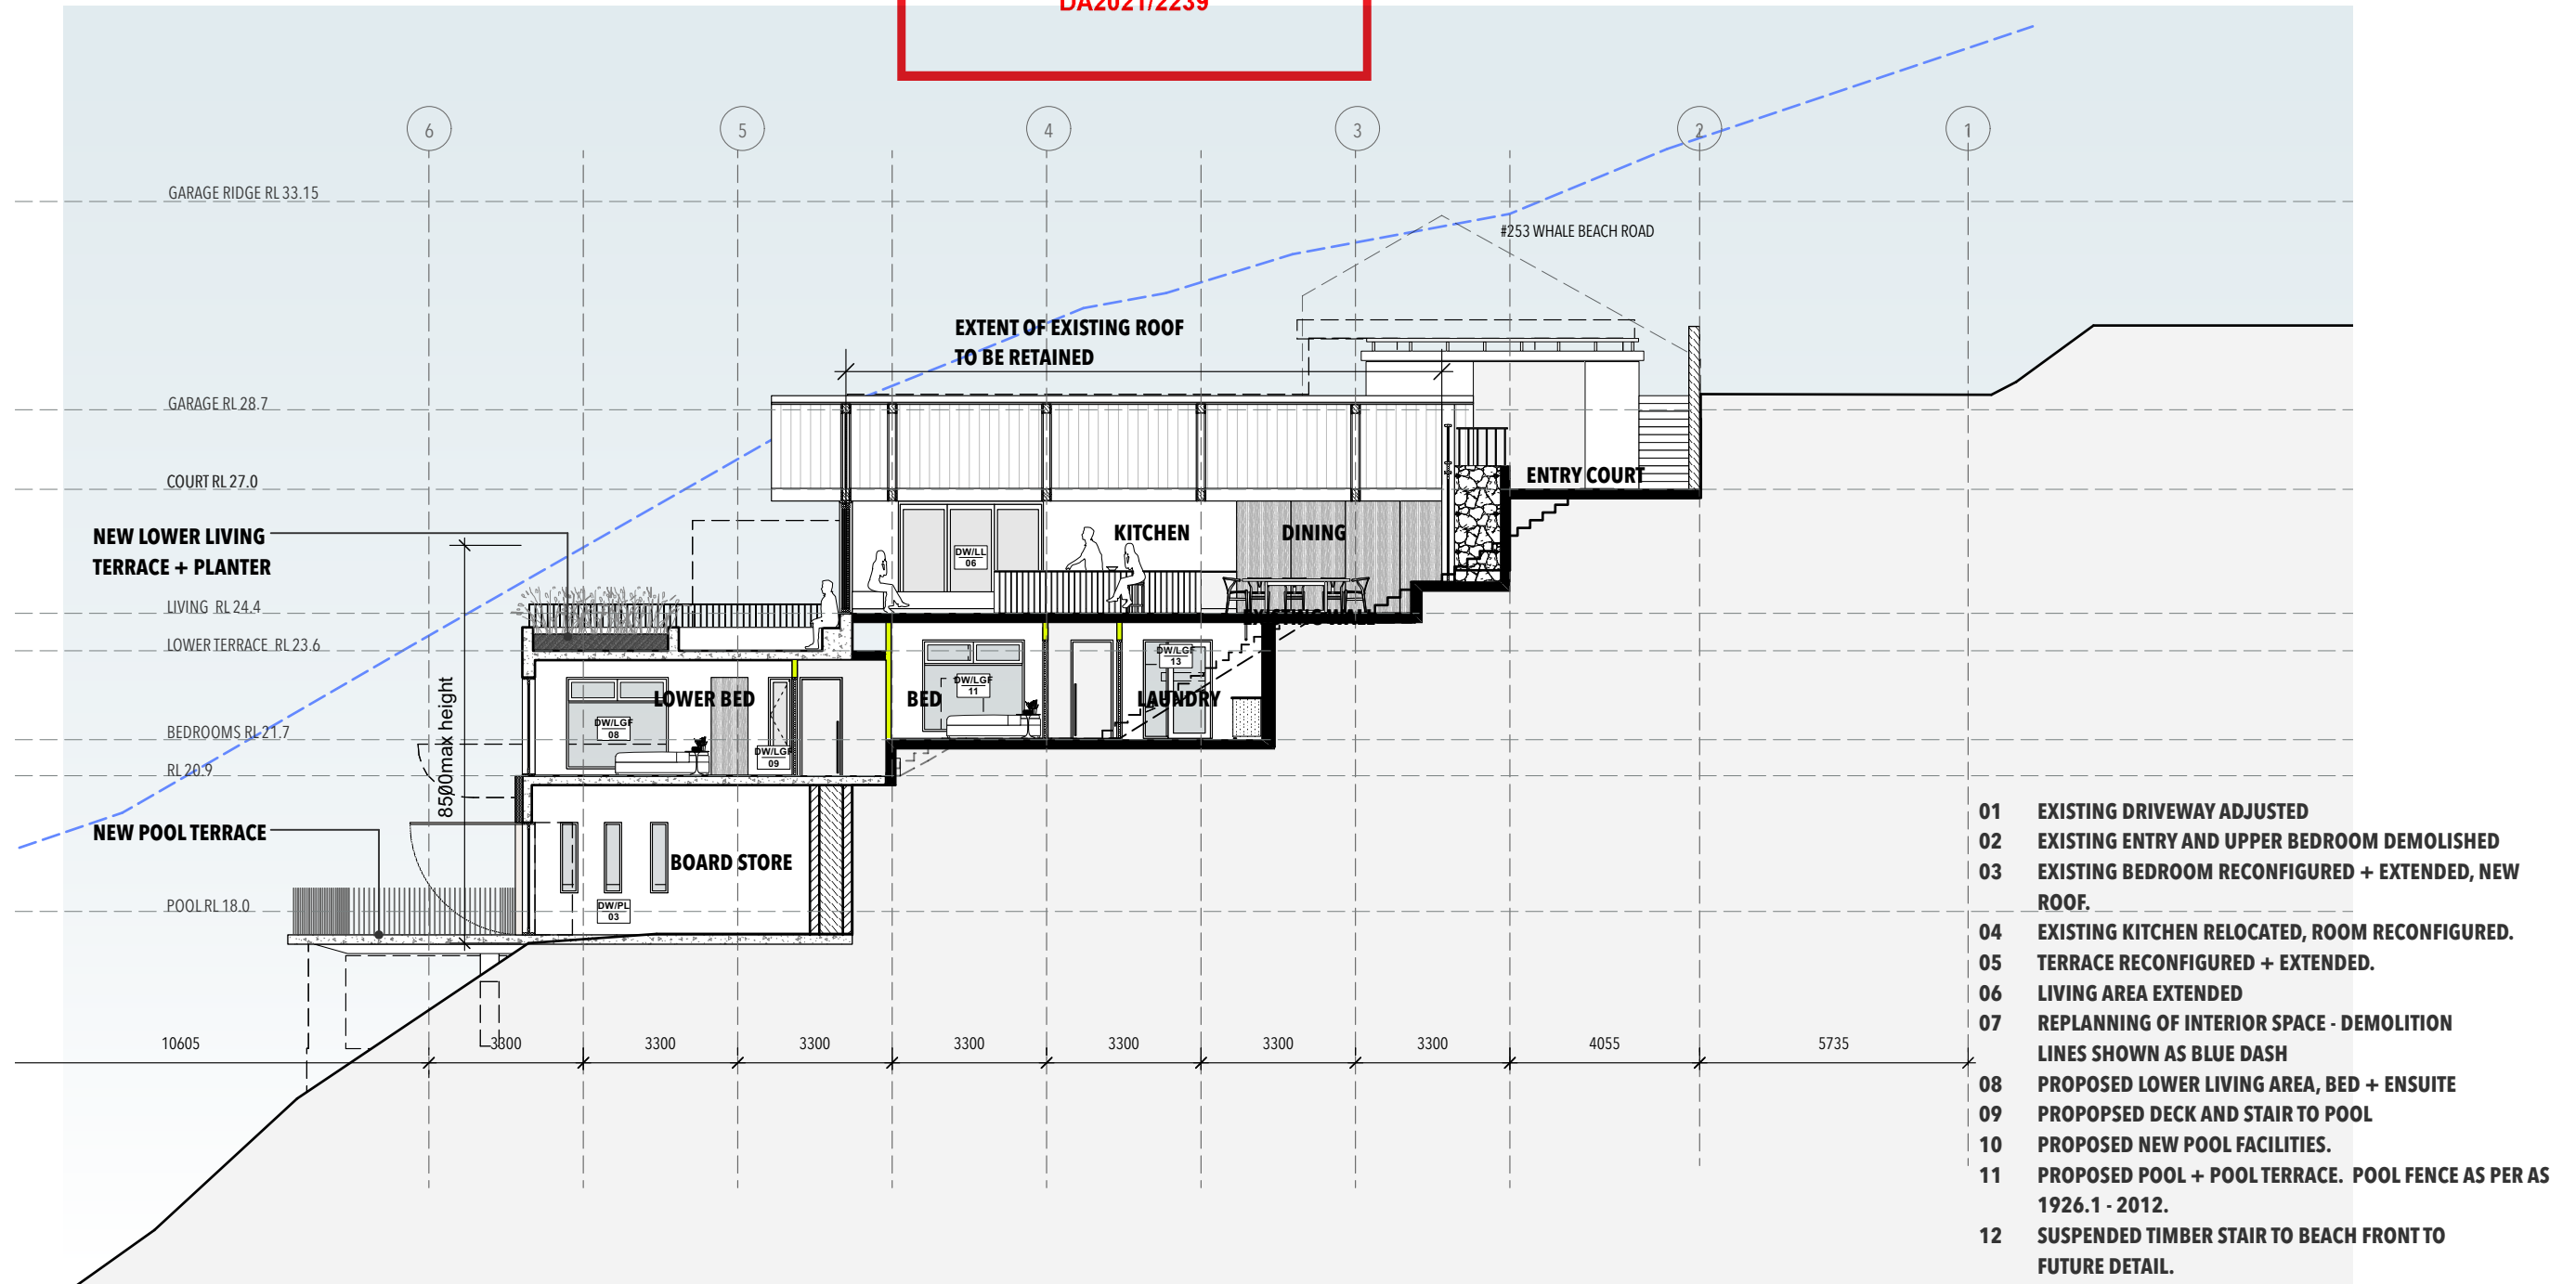 DA2021/2239
6
5
4
3
2
1
GARAGE RIDGE RL 33.15
#253 WHALE BEACH ROAD
EXTENT OF EXISTING ROOF
TO BE RETAINED
GARAGE RL 28.7
COURT RL 27.0
ENTRY COURT
NEW LOWER LIVING
TERRACE + PLANTER
KITCHEN
DINING
DW/LL
06
LIVING RL 24.4
EXISTING WALL
LOWER TERRACE RL 23.6
DW/LGF
13
DW/LGF
11
LOWER BED
BED
LAUNDRY
DW/LGF
08
BEDROOMS RL 21.7
DW/LGF
09
RL 20.9
8500max height
NEW POOL TERRACE
BOARD STORE
POOL RL 18.0
DW/PL
03
10605
3300
3300
3300
3300
3300
3300
3300
4055
5735
01 EXISTING DRIVEWAY ADJUSTED
02 EXISTING ENTRY AND UPPER BEDROOM DEMOLISHED
03 EXISTING BEDROOM RECONFIGURED + EXTENDED, NEW
ROOF.
04 EXISTING KITCHEN RELOCATED, ROOM RECONFIGURED.
05 TERRACE RECONFIGURED + EXTENDED.
06 LIVING AREA EXTENDED
07 REPLANNING OF INTERIOR SPACE - DEMOLITION
LINES SHOWN AS BLUE DASH
08 PROPOSED LOWER LIVING AREA, BED + ENSUITE
09 PROPOPSED DECK AND STAIR TO POOL
10 PROPOSED NEW POOL FACILITIES.
11 PROPOSED POOL + POOL TERRACE. POOL FENCE AS PER AS
1926.1 - 2012.
12 SUSPENDED TIMBER STAIR TO BEACH FRONT TO
FUTURE DETAIL.